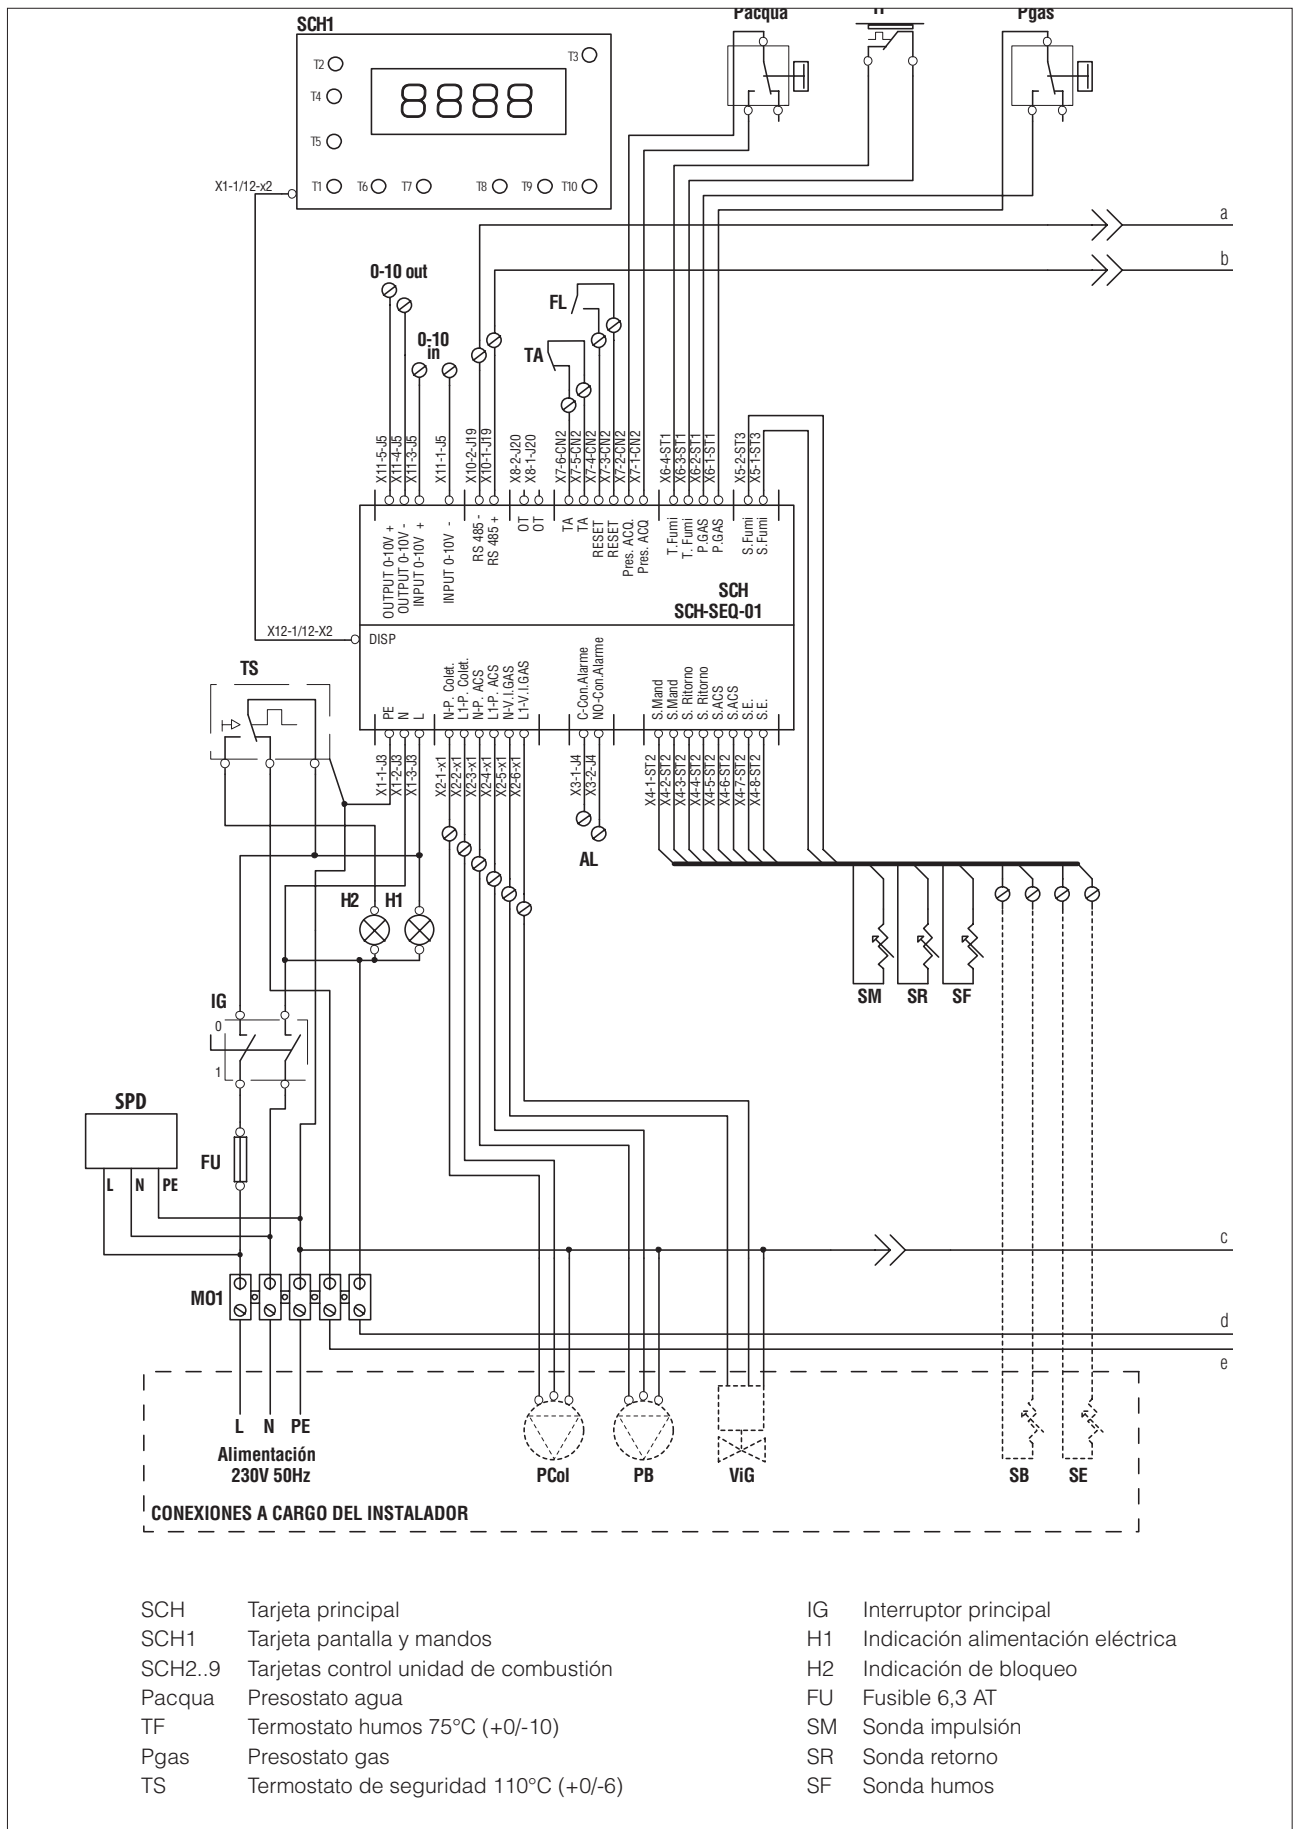 SCH1
Pacqua
Pgas
T2
T3
T4
8888
T5
T1 T6 T7 T8 T9 T10
X1-1/12-x2
a
b
0-10 out
0-10
in
FL
TA
X11-5-J5
X11-4-J5
X11-3-J5
X11-1-J5
X10-2-J19
X10-1-J19
X8-2-J20
X8-1-J20
X7-6-CN2
X7-5-CN2
X7-4-CN2
X7-3-CN2
X7-2-CN2
X7-1-CN2
X6-4-ST1
X6-3-ST1
X6-2-ST1
X6-1-ST1
X5-2-ST3
X5-1-ST3
OUTPUT 0-10V +
OUTPUT 0-10V -
INPUT 0-10V +
INPUT 0-10V -
RS 485 -
RS 485 +
OT
OT
TA
TA
RESET
RESET
Pres. ACQ.
Pres. ACQ
T.Fumi
T. Fumi
P.GAS
P.GAS
S.Fumi
S.Fumi
SCH
SCH-SEQ-01
X12-1/12-X2
DISP
TS
PE
N
L
N-P. Colet.
L1-P. Colet.
N-P. ACS
L1-P. ACS
N-V.I.GAS
L1-V.I.GAS
C-Con.Alarme
NO-Con.Alarme
S.Mand
S.Mand
S. Ritorno
S. Ritorno
S.ACS
S.ACS
S.E.
S.E.
X1-1-J3
X1-2-J3
X1-3-J3
X2-1-x1
X2-2-x1
X2-3-x1
X2-4-x1
X2-5-x1
X2-6-x1
X3-1-J4
X3-2-J4
X4-1-ST2
X4-2-ST2
X4-3-ST2
X4-4-ST2
X4-5-ST2
X4-6-ST2
X4-7-ST2
X4-8-ST2
AL
H2 H1
SM SR SF
IG
0
1
SPD
FU
L N PE
c
MO1
d
e
L N PE
Alimentación
230V 50Hz
PCol PB ViG SB SE
CONEXIONES A CARGO DEL INSTALADOR
SCH Tarjeta principal
SCH1 Tarjeta pantalla y mandos
SCH2..9 Tarjetas control unidad de combustión
Pacqua Presostato agua
TF Termostato humos 75°C (+0/-10)
Pgas Presostato gas
TS Termostato de seguridad 110°C (+0/-6)
IG Interruptor principal
H1 Indicación alimentación eléctrica
H2 Indicación de bloqueo
FU Fusible 6,3 AT
SM Sonda impulsión
SR Sonda retorno
SF Sonda humos